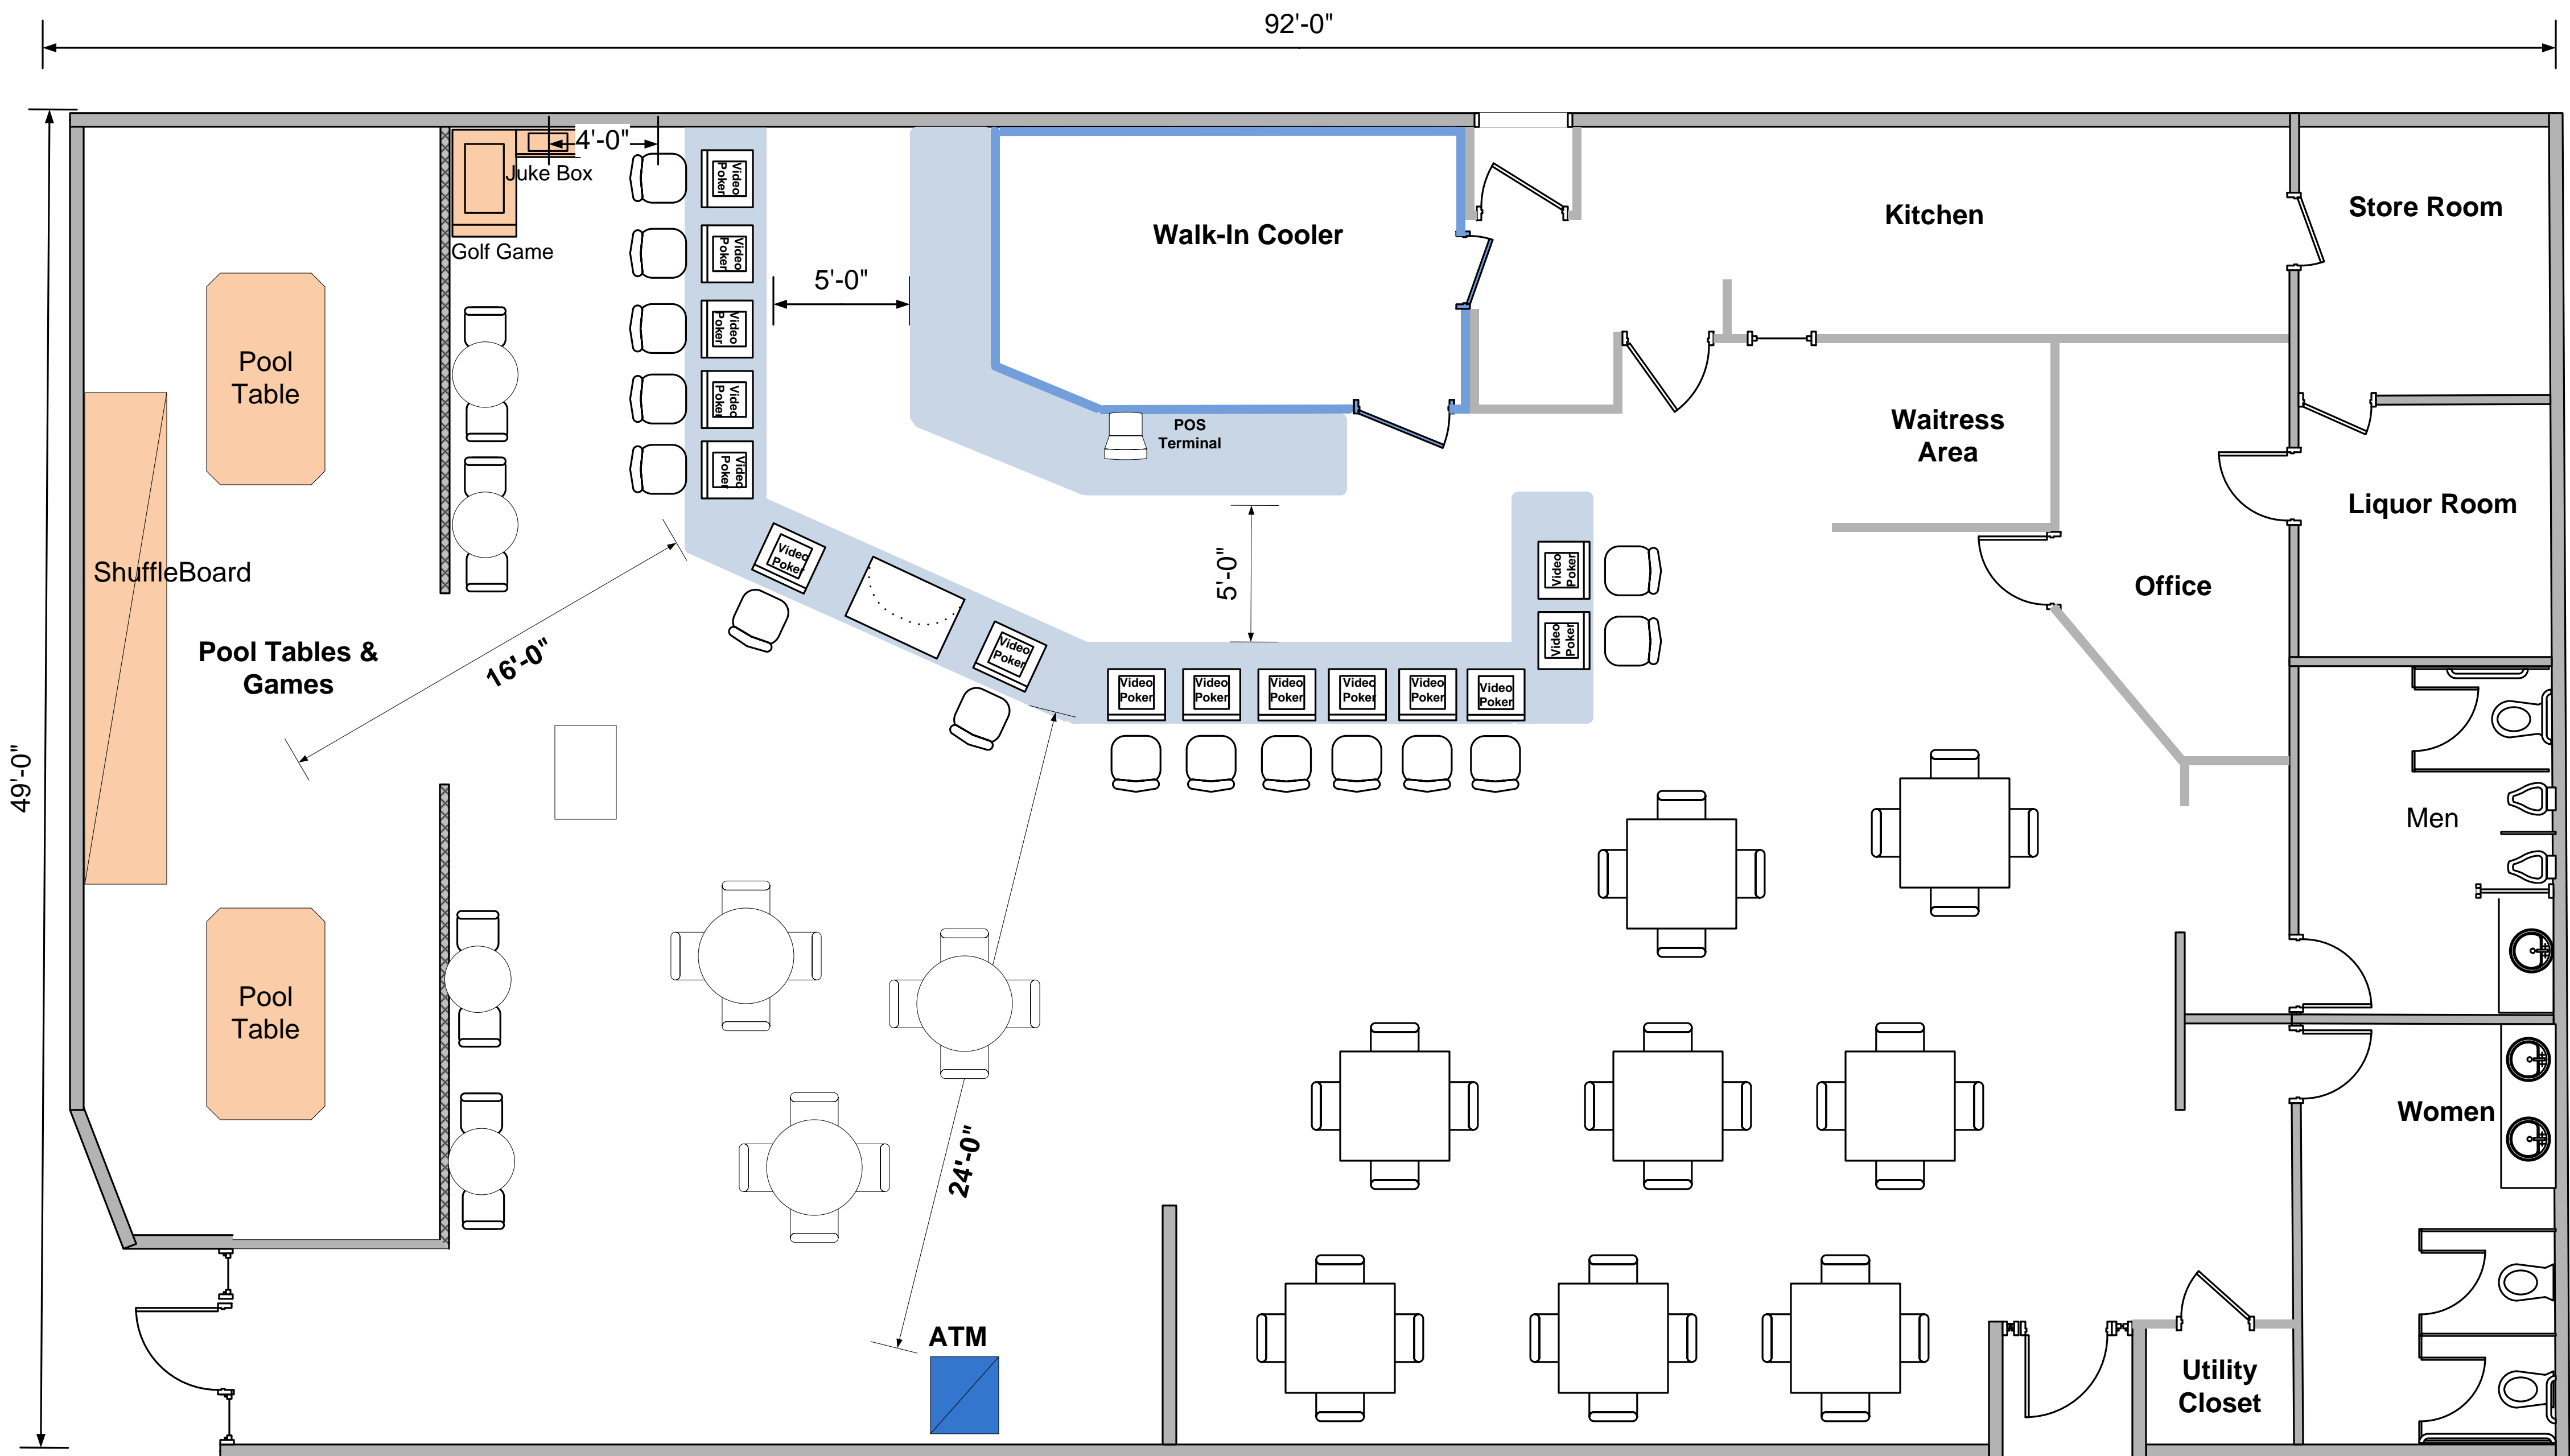 92'-0"
4'-0"
Juke Box
Golf Game
Video
Poker
Video
Poker
Video
Poker
Video
Poker
Video
Poker
5'-0"
Walk-In Cooler
Kitchen
Store Room
Pool
Table
POS
Terminal
Waitress
Area
Liquor Room
ShuffleBoard
Pool Tables &
Games
16'-0"
Video
Poker
Video
Poker
5'-0"
Video
Poker
Video
Poker
Office
Video
Poker
Video
Poker
Video
Poker
Video
Poker
Video
Poker
Video
Poker
49'-0"
Men
Pool
Table
Women
24'-0"
ATM
Utility
Closet